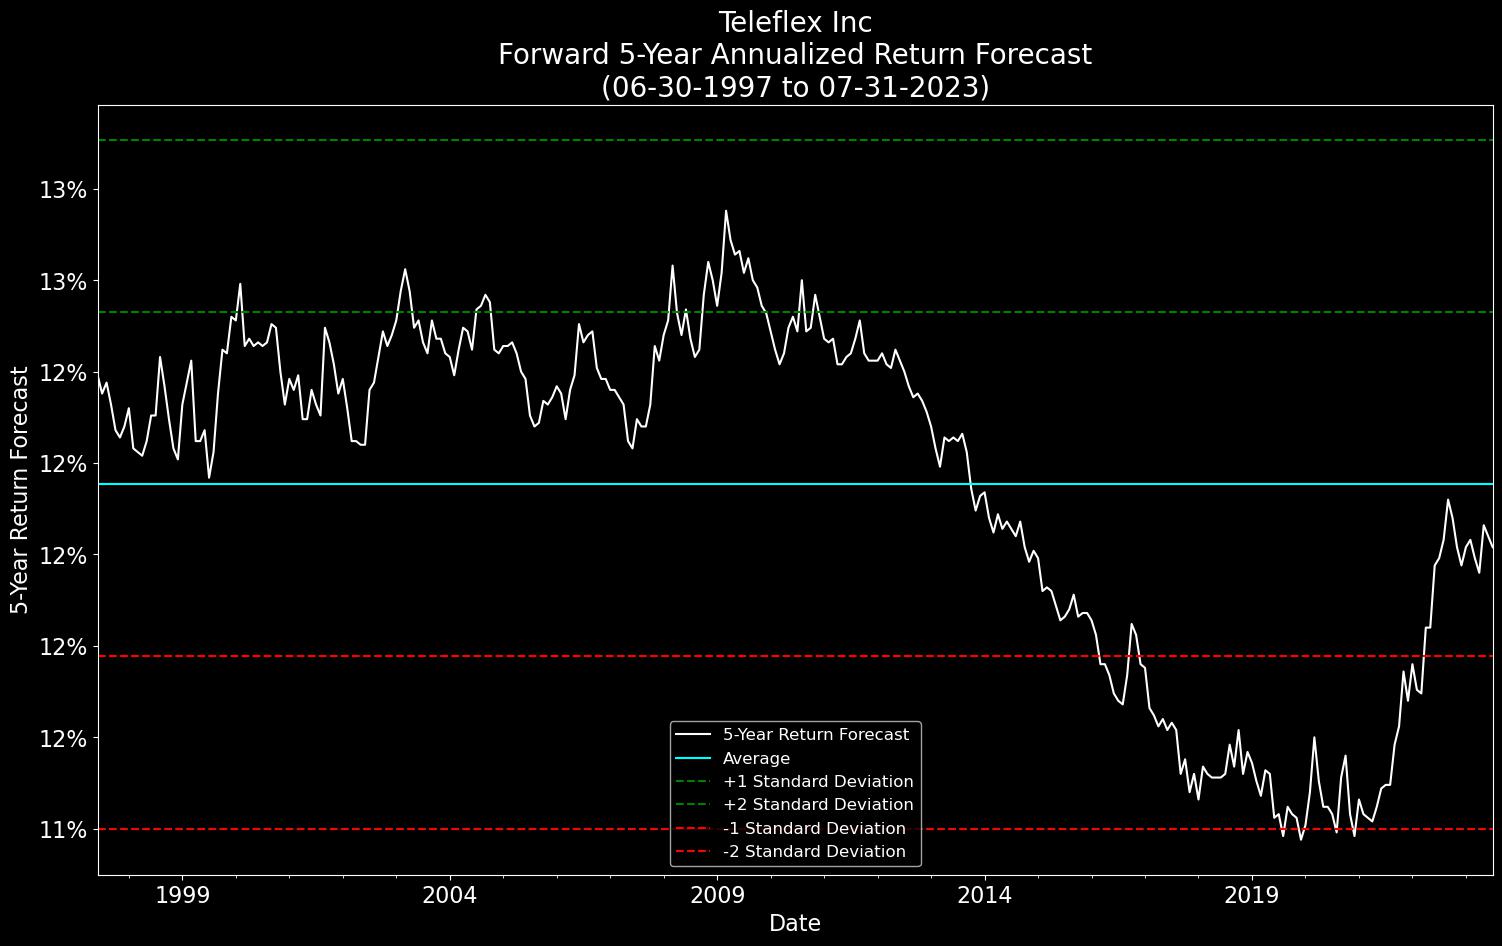 Teleflex Inc
Forward 5-Year Annualized Return Forecast
(06-30-1997 to 07-31-2023)
5-Year Return Forecast
13%
13%
12%
12%
12%
12%
12%
11%
5-Year Return Forecast
Average
+1 Standard Deviation
+2 Standard Deviation
-1 Standard Deviation
-2 Standard Deviation
1999
2004
2009
2014
2019
Date